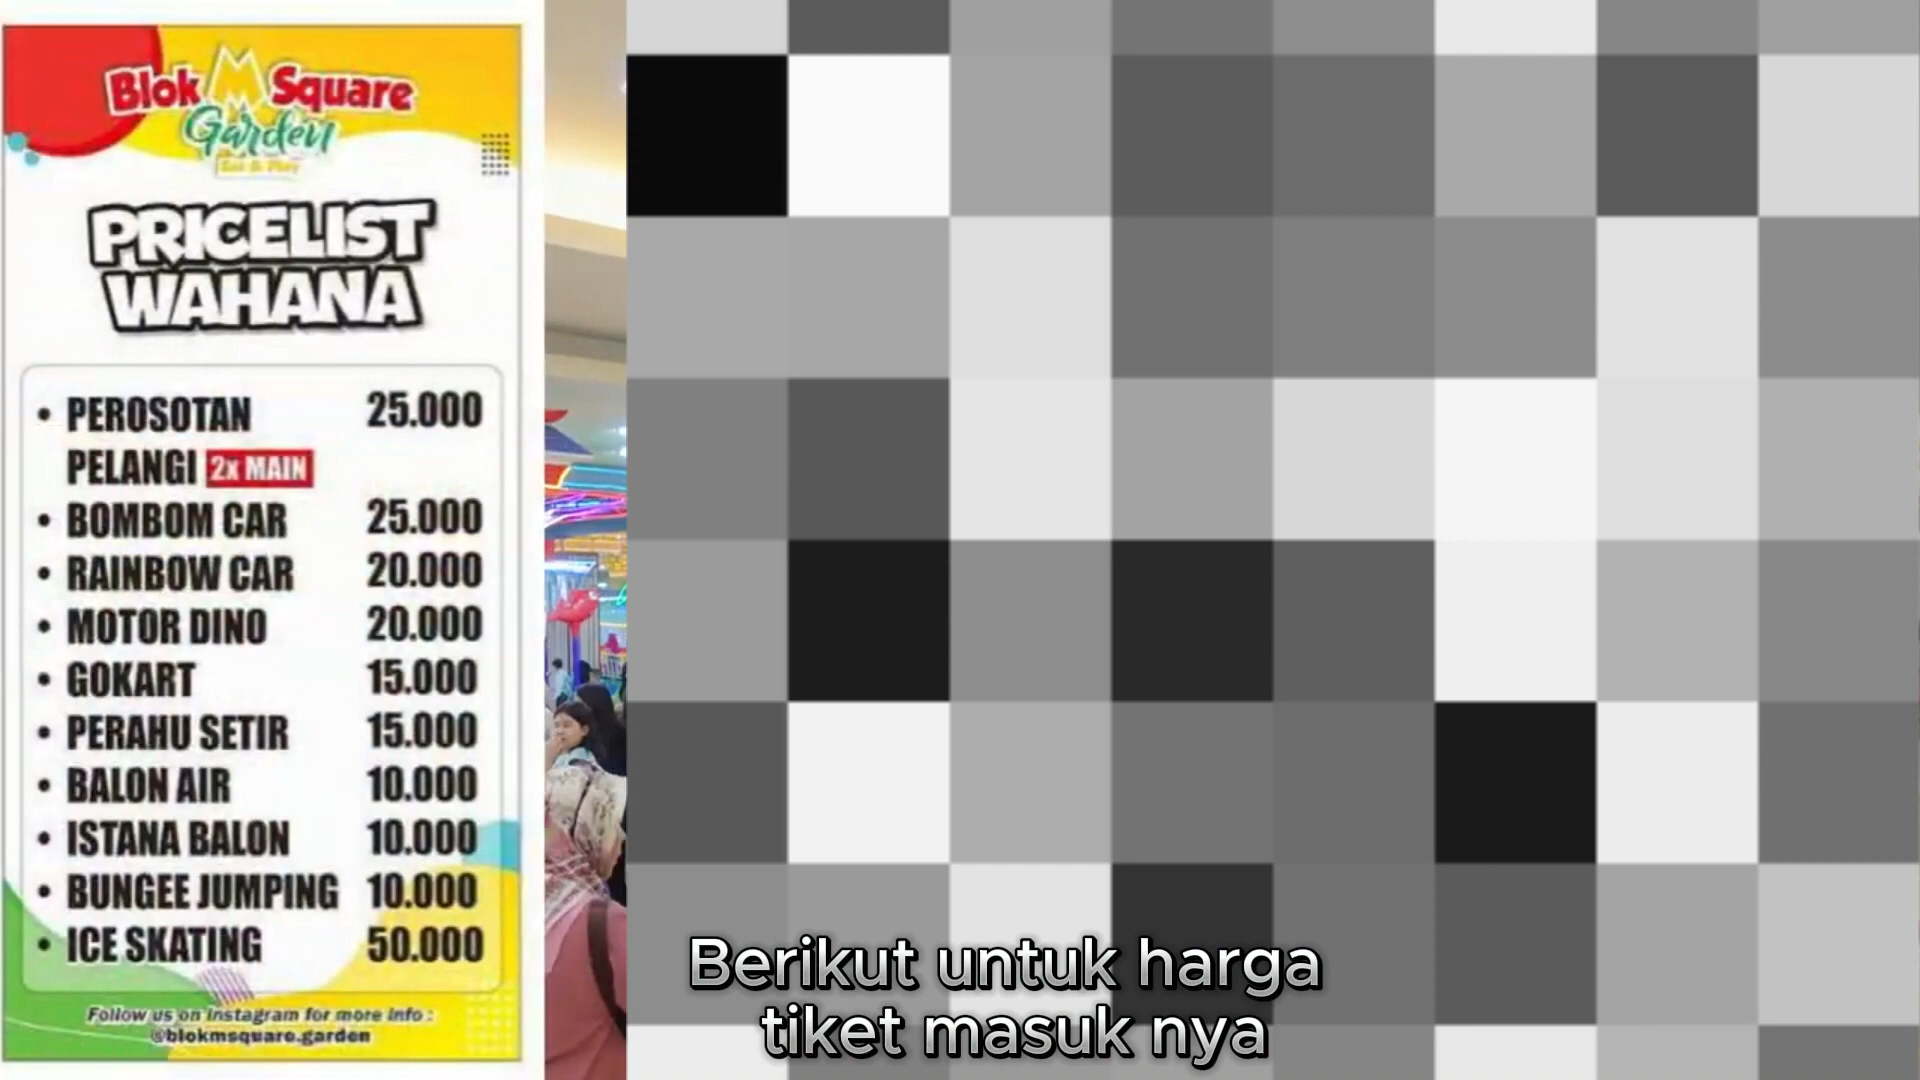 Blok M Square
Garden
Eat & Play
PRICELIST
WAHANA
• PEROSOTAN 25.000
PELANGI 2x MAIN
• BOMBOM CAR 25.000
• RAINBOW CAR 20.000
• MOTOR DINO 20.000
• GOKART 15.000
• PERAHU SETIR 15.000
• BALON AIR 10.000
• ISTANA BALON 10.000
• BUNGEE JUMPING 10.000
• ICE SKATING 50.000
Follow us on Instagram for more info :
@blokmsquare.garden
Berikut untuk harga
tiket masuk nya